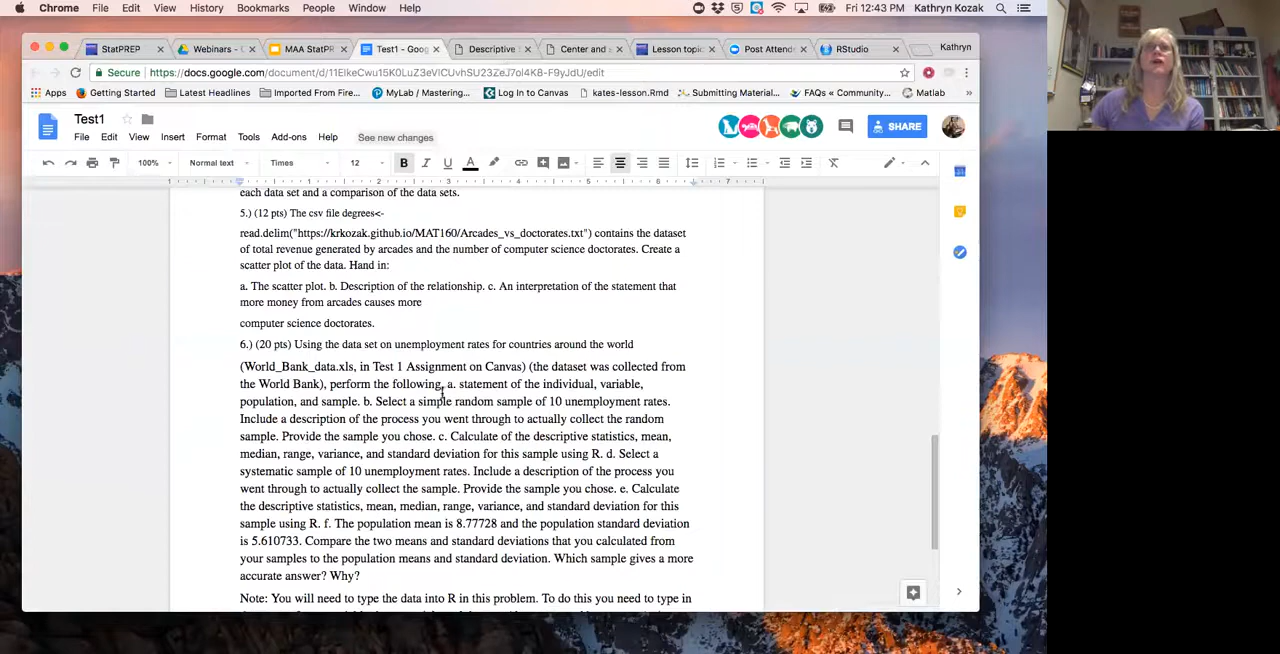 Chrome File Edit View History Bookmarks People Window Help Fri 12:43 PM Kathryn Kozak
StatPREP Webinars - G MAA StatPR Test1 - Goog Descriptive S Center and s Lesson topic Post Attende RStudio Kathryn
Secure https://docs.google.com/document/d/11ElkeCwu15K0LuZ3eVlCUvhSU23ZeJ7ol4K8-F9yJdU/edit
Apps Getting Started Latest Headlines Imported From Fire... MyLab / Mastering... Log In to Canvas kates-lesson.Rmd Submitting Material... FAQs « Community... Matlab »
Test1
File Edit View Insert Format Tools Add-ons Help See new changes
SHARE
100% Normal text Times 12 B I U A
1 1 2 3 4 5 6 7
each data set and a comparison of the data sets.
5.) (12 pts) The csv file degrees<-
read.delim("https://krkozak.github.io/MAT160/Arcades_vs_doctorates.txt") contains the dataset
of total revenue generated by arcades and the number of computer science doctorates. Create a
scatter plot of the data. Hand in:
a. The scatter plot. b. Description of the relationship. c. An interpretation of the statement that
more money from arcades causes more
computer science doctorates.
6.) (20 pts) Using the data set on unemployment rates for countries around the world
(World_Bank_data.xls, in Test 1 Assignment on Canvas) (the dataset was collected from
the World Bank), perform the following, a. statement of the individual, variable,
population, and sample. b. Select a simple random sample of 10 unemployment rates.
Include a description of the process you went through to actually collect the random
sample. Provide the sample you chose. c. Calculate of the descriptive statistics, mean,
median, range, variance, and standard deviation for this sample using R. d. Select a
systematic sample of 10 unemployment rates. Include a description of the process you
went through to actually collect the sample. Provide the sample you chose. e. Calculate
the descriptive statistics, mean, median, range, variance, and standard deviation for this
sample using R. f. The population mean is 8.77728 and the population standard deviation
is 5.610733. Compare the two means and standard deviations that you calculated from
your samples to the population means and standard deviation. Which sample gives a more
accurate answer? Why?
Note: You will need to type the data into R in this problem. To do this you need to type in